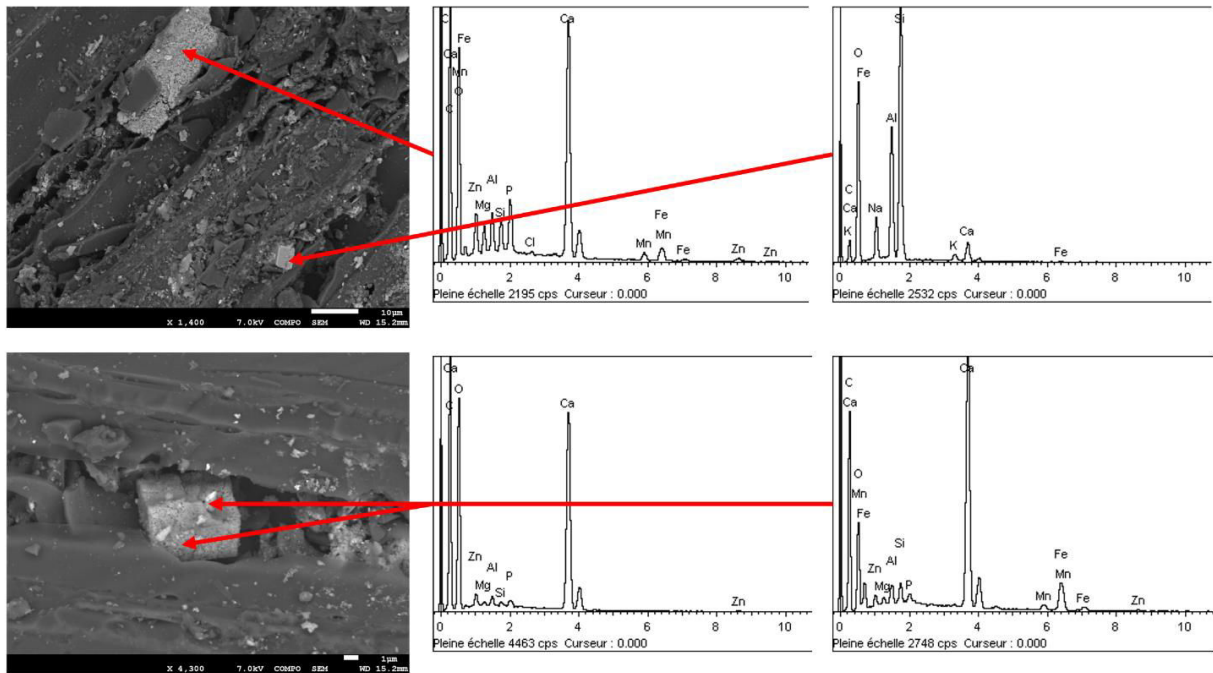 C
Ca
Fe
Ca
Mn
O
C
Zn
Mg
Al
Si
P
Cl
Mn
Fe
Mn
Fe
Zn
Zn
0 2 4 6 8 10
Pleine échelle 2195 cps Curseur : 0.000
Si
O
Fe
Al
C
Ca
K
Na
K
Ca
Fe
0 2 4 6 8 10
Pleine échelle 2532 cps Curseur : 0.000
10µm
X 1,400 7.0kV COMPO SEM WD 15.2mm
Ca
O
C
Ca
Zn
Mg
Al
Si
P
Zn
0 2 4 6 8 10
Pleine échelle 4463 cps Curseur : 0.000
Ca
C
Ca
O
Mn
Fe
Zn
Mg
Al
Si
P
Mn
Fe
Mn
Fe
Zn
0 2 4 6 8 10
Pleine échelle 2748 cps Curseur : 0.000
1µm
X 4,300 7.0kV COMPO SEM WD 15.2mm